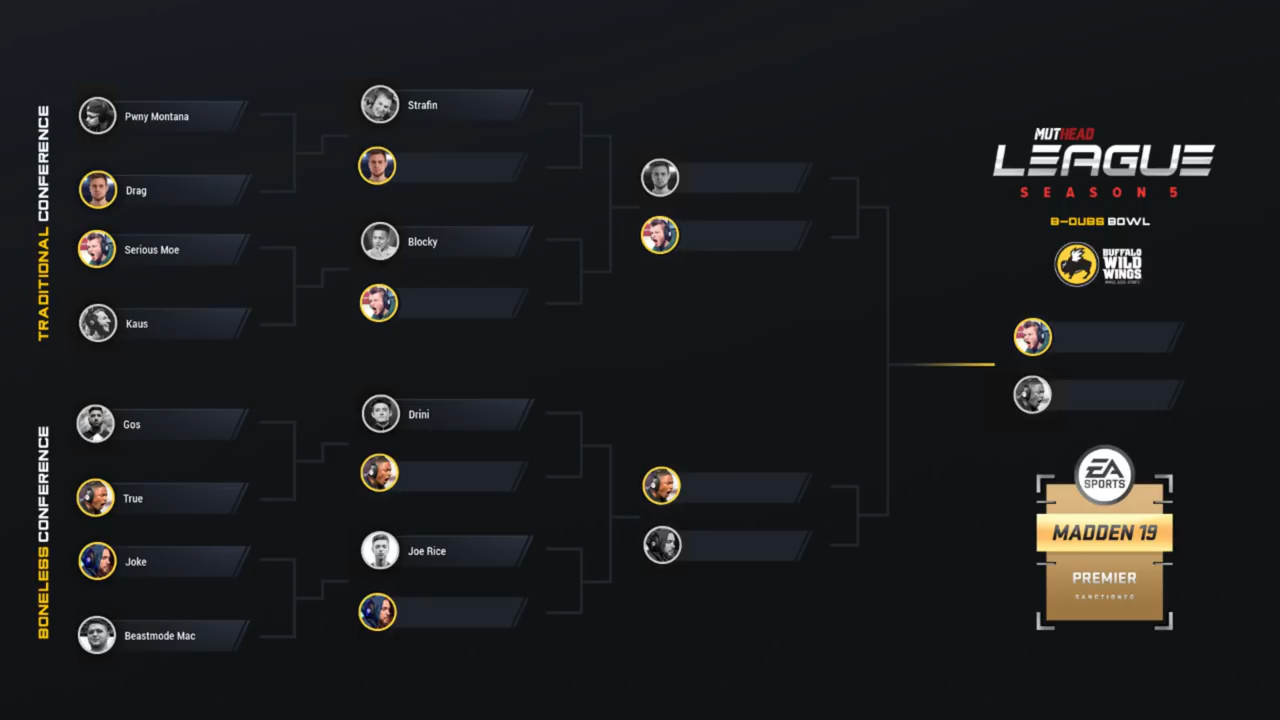 TRADITIONAL CONFERENCE
Pwny Montana
Drag
Serious Moe
Kaus
Strafin
Blocky
BONELESS CONFERENCE
Gos
True
Joke
Beastmode Mac
Drini
Joe Rice
MUTHEAD
LEAGUE
SEASON 5
B-DUBS BOWL
BUFFALO
WILD
WINGS
EA
SPORTS
MADDEN 19
PREMIER
SANCTIONED